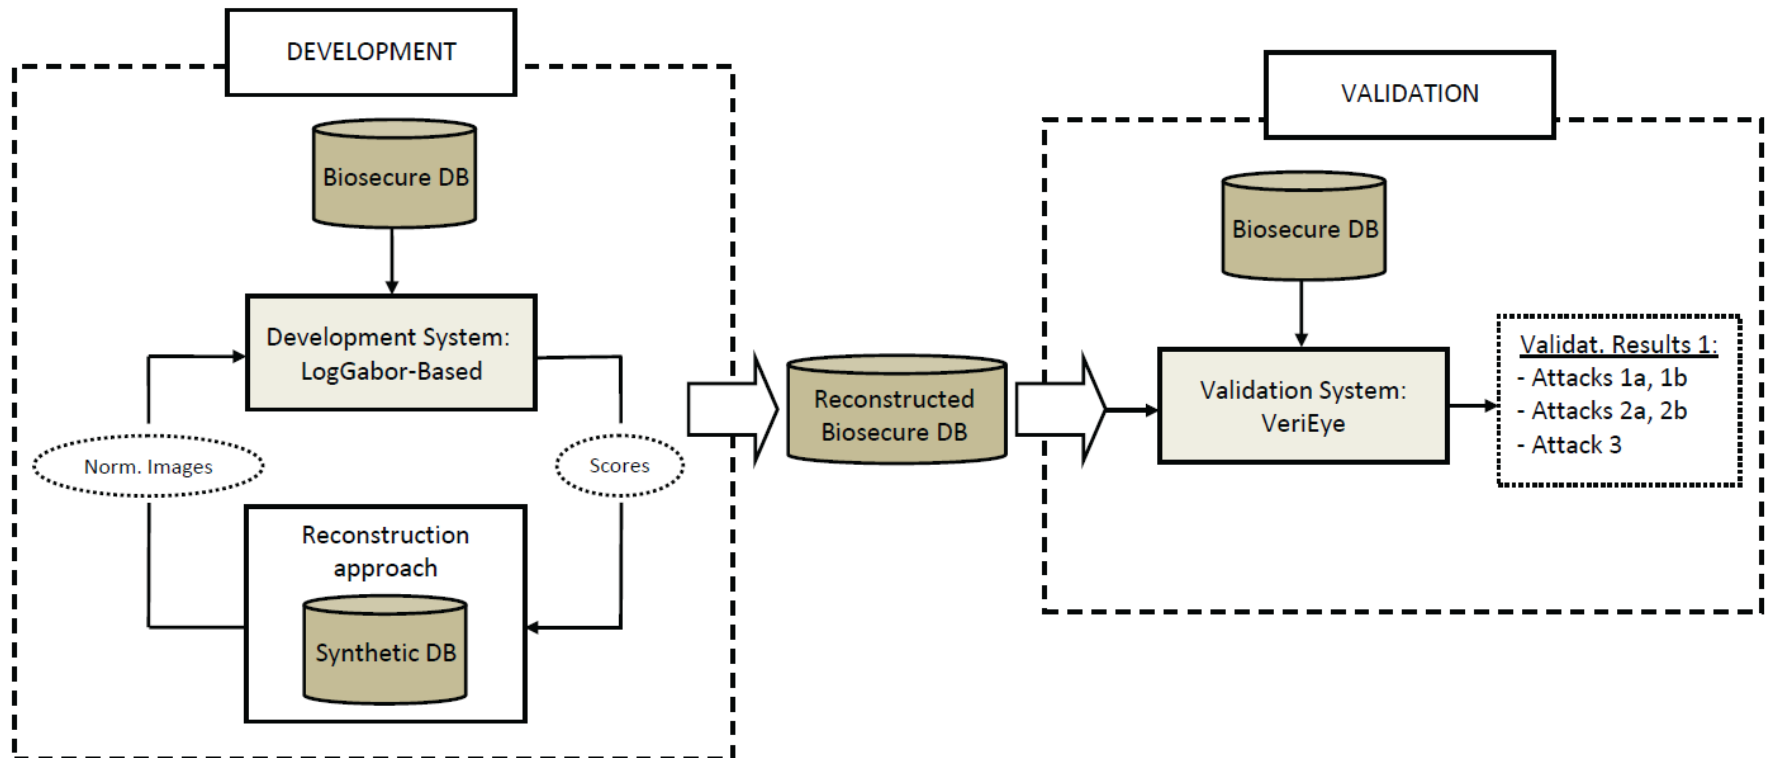 DEVELOPMENT
Biosecure DB
Development System:
LogGabor-Based
Norm. Images
Scores
Reconstruction
approach
Synthetic DB
Reconstructed
Biosecure DB
VALIDATION
Biosecure DB
Validation System:
VeriEye
Validat. Results 1:
- Attacks 1a, 1b
- Attacks 2a, 2b
- Attack 3